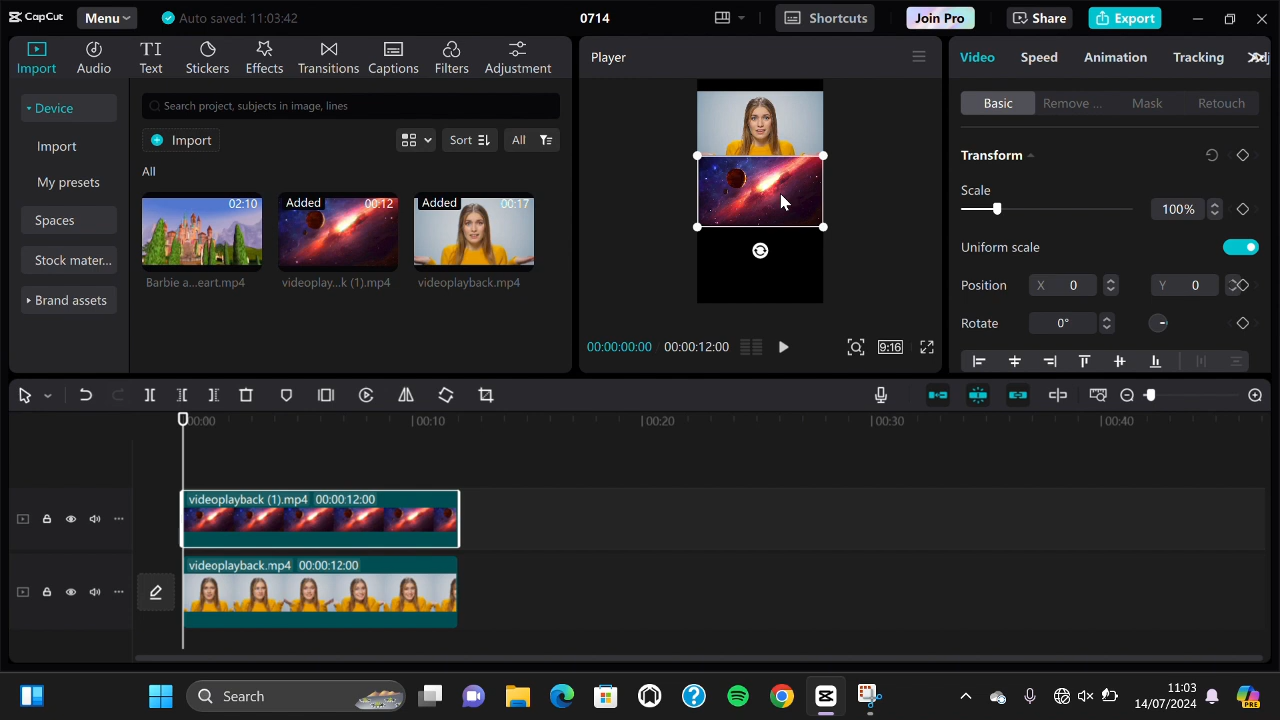 CapCut Menu Auto saved: 11:03:42 0714 Shortcuts Join Pro Share Export
Import Audio Text Sticke Effects Transitions Captions Filters Adjustment
Player
Video Speed Animation Tracking Adj
Device
Import
My presets
Spaces
Stock mater...
Brand assets
Search project, subjects in image, lines
Import Sort All
All
02:10 Added 00:12 Added 00:17
Barbie a...eart.mp4 videoplay...k (1).mp4 videoplayback.mp4
00:00:00:00 00:00:12:00 9:16
Basic Remove ... Mask Retouch
Transform
Scale
100%
Uniform scale
Position X 0 Y 0
Rotate 0°
00:00 00:10 00:20 00:30 00:40
videoplayback (1).mp4 00:00:12:00
videoplayback.mp4 00:00:12:00
Search
11:03
14/07/2024
PRE